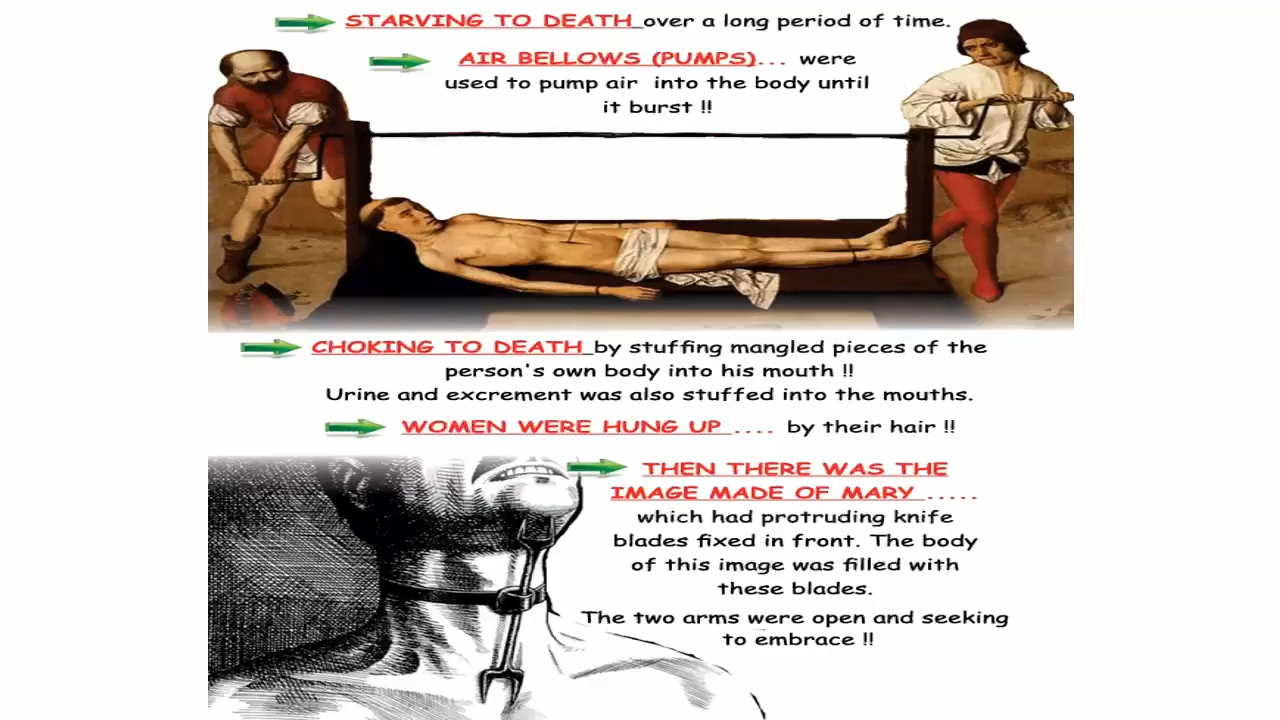 STARVING TO DEATH over a long period of time.
AIR BELLOWS (PUMPS)... were
used to pump air into the body until
it burst !!
CHOKING TO DEATH by stuffing mangled pieces of the
person's own body into his mouth !!
Urine and excrement was also stuffed into the mouths.
WOMEN WERE HUNG UP .... by their hair !!
THEN THERE WAS THE
IMAGE MADE OF MARY .....
which had protruding knife
blades fixed in front. The body
of this image was filled with
these blades.
The two arms were open and seeking
to embrace !!